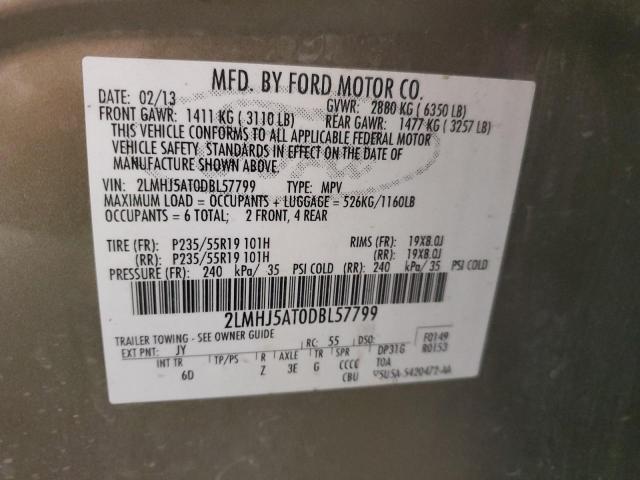 MFD. BY FORD MOTOR CO.
DATE: 02/13 GVWR: 2880 KG ( 6350 LB)
FRONT GAWR: 1411 KG ( 3110 LB) REAR GAWR: 1477 KG ( 3257 LB)
THIS VEHICLE CONFORMS TO ALL APPLICABLE FEDERAL MOTOR
VEHICLE SAFETY STANDARDS IN EFFECT ON THE DATE OF
MANUFACTURE SHOWN ABOVE.
VIN: 2LMHJ5AT0DBL57799 TYPE: MPV
MAXIMUM LOAD = OCCUPANTS + LUGGAGE = 526KG/1160LB
OCCUPANTS = 6 TOTAL; 2 FRONT, 4 REAR
TIRE (FR): P235/55R19 101H RIMS (FR): 19X8.0J
(RR): P235/55R19 101H (RR): 19X8.0J
PRESSURE (FR): 240 kPa/ 35 PSI COLD (RR): 240 kPa/ 35 PSI COLD
2LMHJ5AT0DBL57799
TRAILER TOWING - SEE OWNER GUIDE
EXT PNT: JY RC: 55 DSO: F0149
R0153
INT TR TP/PS R AXLE TR SPR DP31G
6D Z 3E G CCCC TOA
CBU 5U5A-5420472-AA